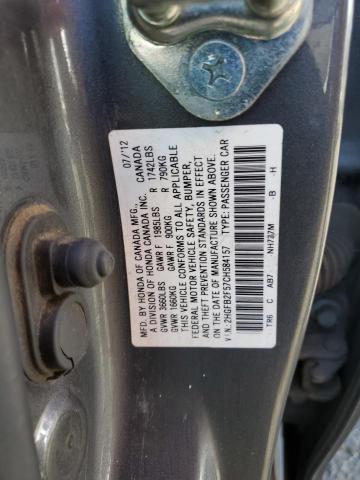 MFD. BY HONDA OF CANADA MFG., 07/12
A DIVISION OF HONDA CANADA INC. CANADA
GVWR 3660LBS GAWR F 1985LBS R 1742LBS
GVWR 1660KG GAWR F 900KG R 790KG
THIS VEHICLE CONFORMS TO ALL APPLICABLE
FEDERAL MOTOR VEHICLE SAFETY, BUMPER,
AND THEFT PREVENTION STANDARDS IN EFFECT
ON THE DATE OF MANUFACTURE SHOWN ABOVE.
V.I.N.: 2HGFB2F57CH584157 TYPE: PASSENGER CAR
TR6 C AB7 NH737M -B -H